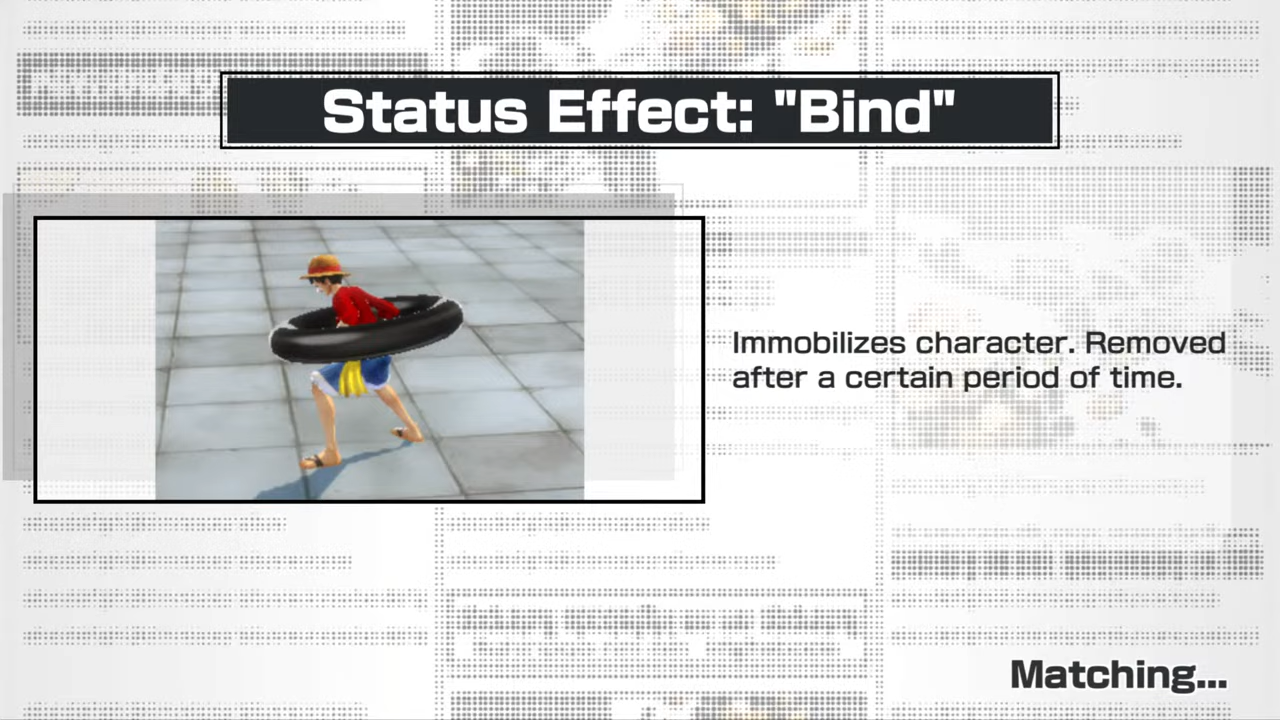 Status Effect: "Bind"
Immobilizes character. Removed
after a certain period of time.
Matching...